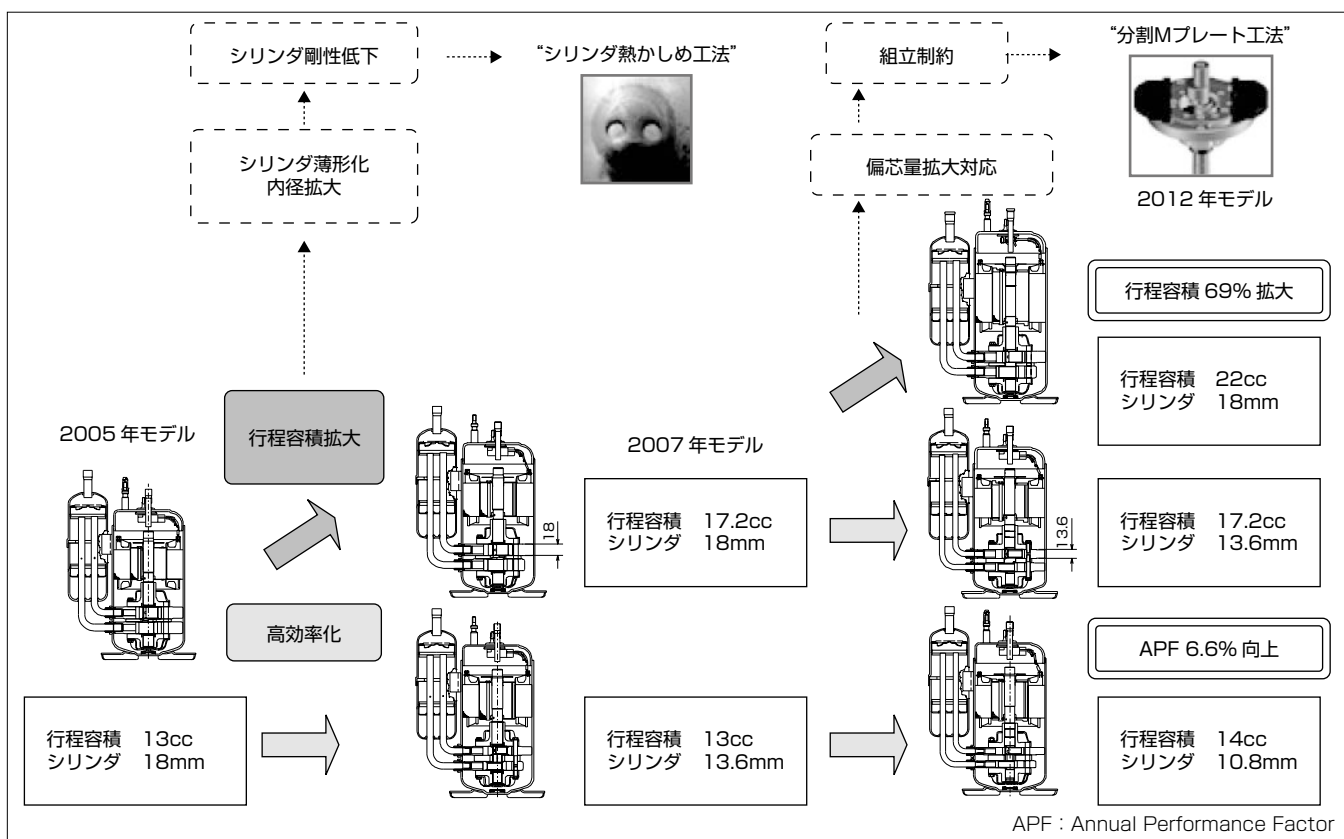 シリンダ剛性低下
“シリンダ熱かしめ工法”
シリンダ薄形化
内径拡大
組立制約
“分割Mプレート工法”
偏芯量拡大対応
2012 年モデル
行程容積 69% 拡大
行程容積 22cc
シリンダ 18mm
2005 年モデル
行程容積拡大
2007 年モデル
18
行程容積 17.2cc
シリンダ 18mm
13.6
行程容積 17.2cc
シリンダ 13.6mm
高効率化
APF 6.6% 向上
行程容積 13cc
シリンダ 18mm
行程容積 13cc
シリンダ 13.6mm
行程容積 14cc
シリンダ 10.8mm
APF：Annual Performance Factor